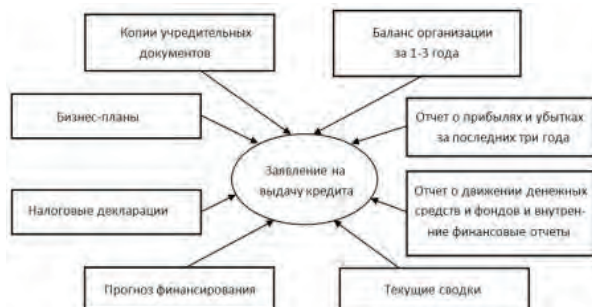 Копии учредительных
документов
Баланс организации
за 1-3 года
Бизнес-планы
Отчет о прибылях и убытках
за последних три года
Заявление на
выдачу кредита
Налоговые декларации
Отчет о движении денежных
средств и фондов и внутрен-
ние финансовые отчеты
Прогноз финансирования
Текущие сводки